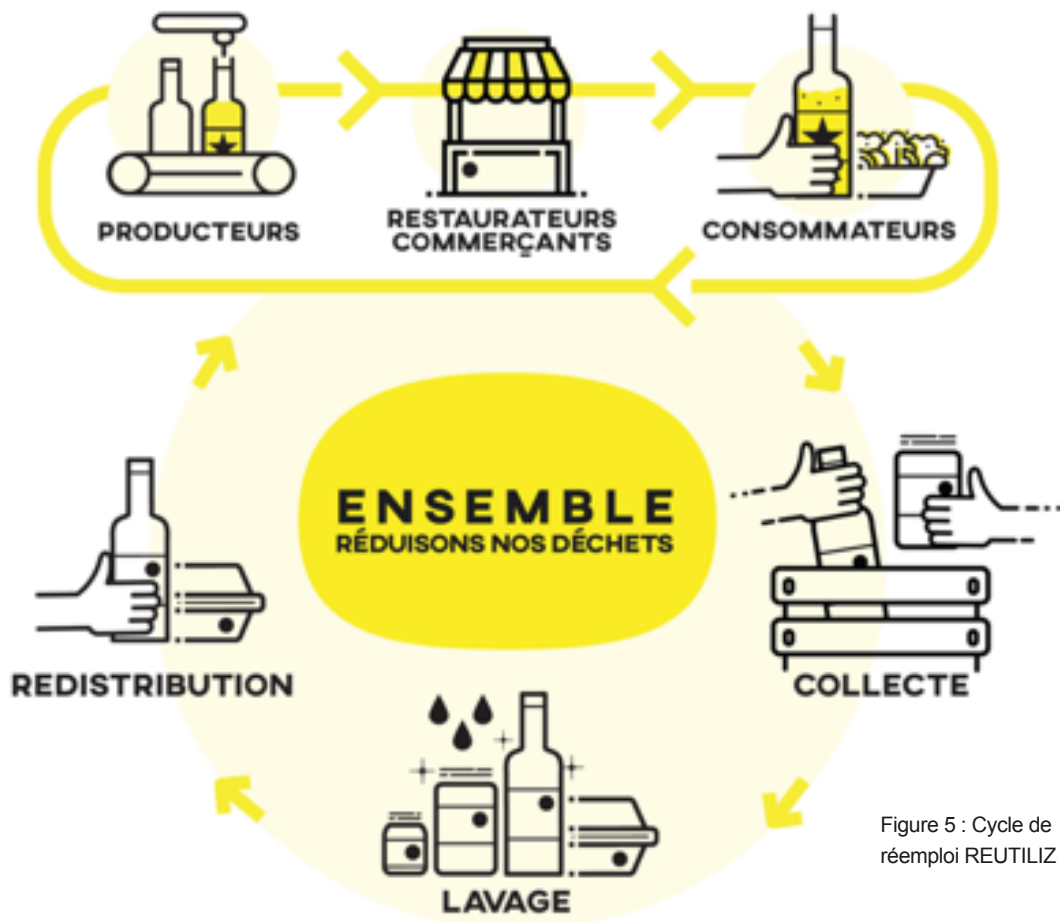 PRODUCTEURS
RESTAURATEURS
COMMERÇANTS
CONSOMMATEURS
ENSEMBLE
RÉDUISONS NOS DÉCHETS
REDISTRIBUTION
COLLECTE
LAVAGE
Figure 5 : Cycle de
réemploi REUTILIZ